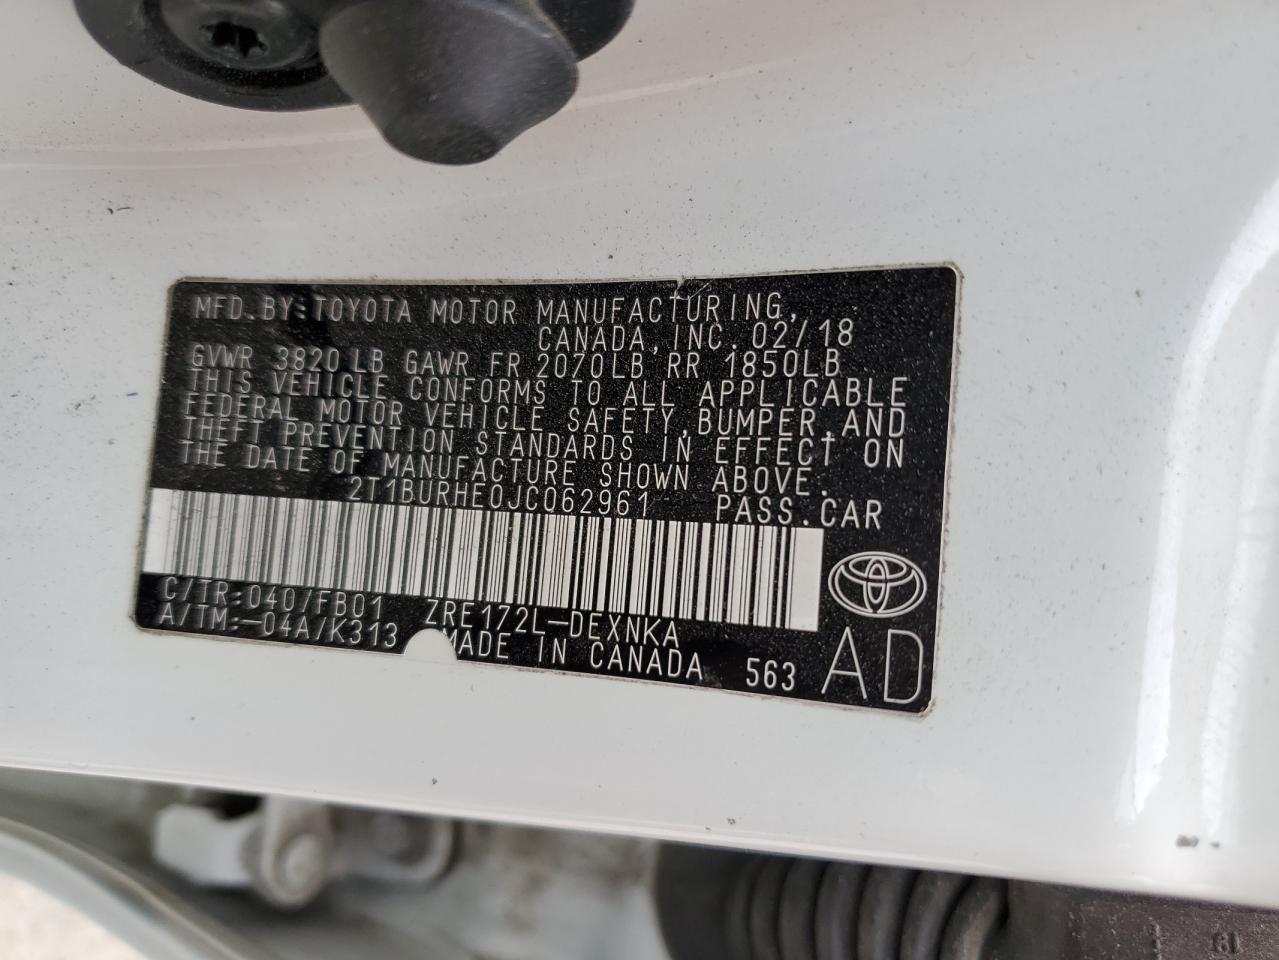 MFD.BY:TOYOTA MOTOR MANUFACTURING,
CANADA,INC. 02/18
GVWR 3820LB GAWR FR 2070LB RR 1850LB
THIS VEHICLE CONFORMS TO ALL APPLICABLE
FEDERAL MOTOR VEHICLE SAFETY,BUMPER,AND
THEFT PREVENTION STANDARDS IN EFFECT ON
THE DATE OF MANUFACTURE SHOWN ABOVE.
2T1BURHE0JC062961 PASS.CAR
C/TR:040/FB01 ZRE172L-DEXNKA
A/TM:-04A/K313 MADE IN CANADA 563 AD